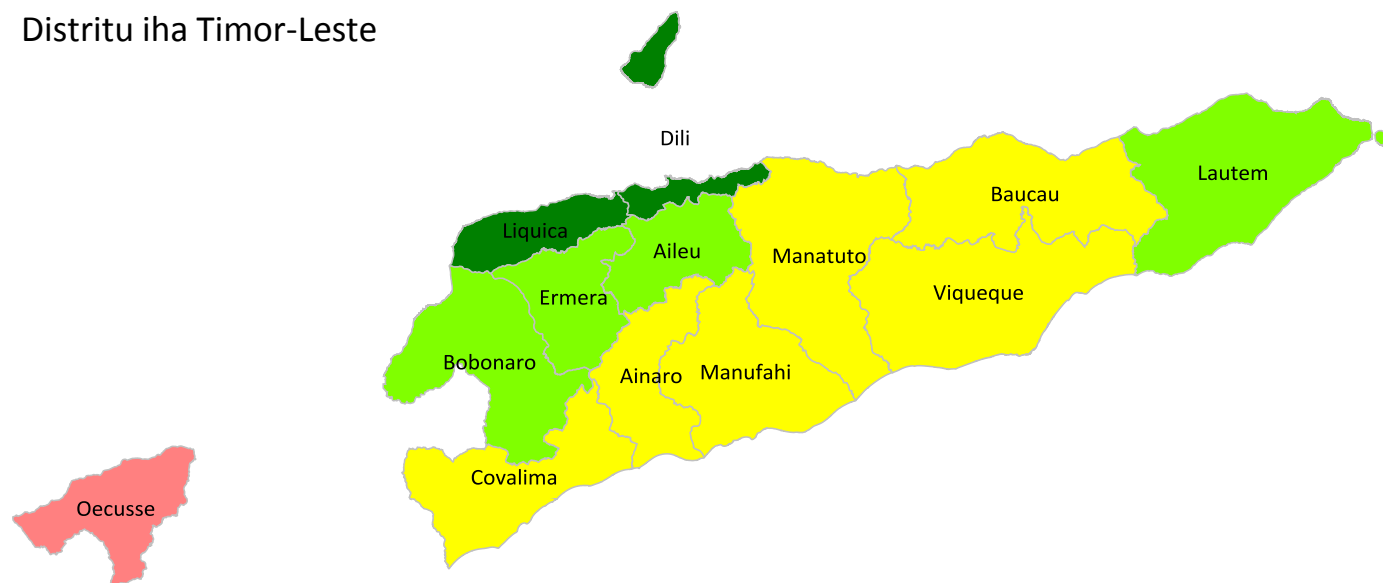 Distritu iha Timor-Leste
Dili
Lautem
Baucau
Liquica
Aileu
Manatuto
Viqueque
Ermera
Bobonaro
Ainaro
Manufahi
Covalima
Oecusse